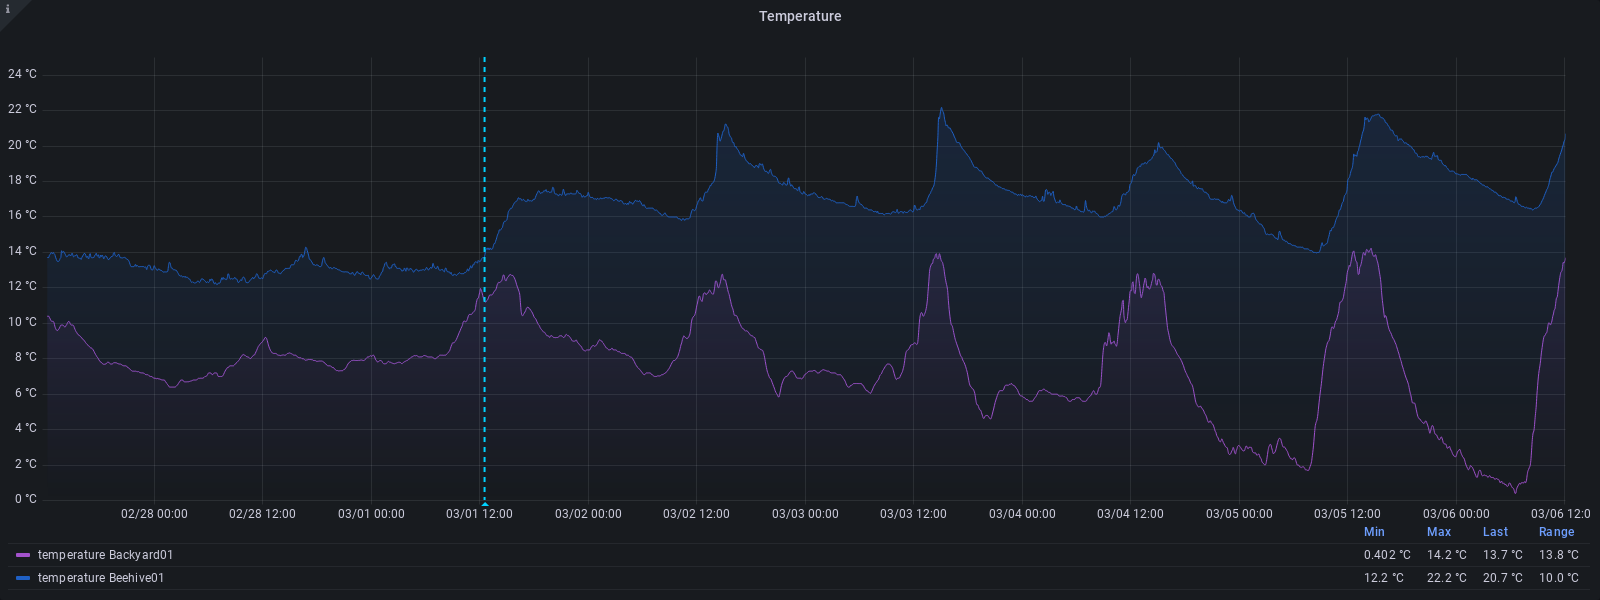 i
Temperature
24 °C
22 °C
20 °C
18 °C
16 °C
14 °C
12 °C
10 °C
8 °C
6 °C
4 °C
2 °C
0 °C
02/28 00:00 02/28 12:00 03/01 00:00 03/01 12:00 03/02 00:00 03/02 12:00 03/03 00:00 03/03 12:00 03/04 00:00 03/04 12:00 03/05 00:00 03/05 12:00 03/06 00:00 03/06 12:0
Min Max Last Range
temperature Backyard01 0.402 °C 14.2 °C 13.7 °C 13.8 °C
temperature Beehive01 12.2 °C 22.2 °C 20.7 °C 10.0 °C